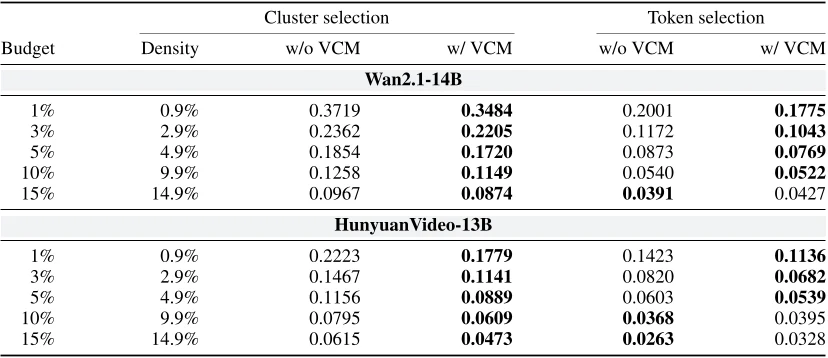 Cluster selection Token selection
Budget Density w/o VCM w/ VCM w/o VCM w/ VCM
Wan2.1-14B
1% 0.9% 0.3719 0.3484 0.2001 0.1775
3% 2.9% 0.2362 0.2205 0.1172 0.1043
5% 4.9% 0.1854 0.1720 0.0873 0.0769
10% 9.9% 0.1258 0.1149 0.0540 0.0522
15% 14.9% 0.0967 0.0874 0.0391 0.0427
HunyuanVideo-13B
1% 0.9% 0.2223 0.1779 0.1423 0.1136
3% 2.9% 0.1467 0.1141 0.0820 0.0682
5% 4.9% 0.1156 0.0889 0.0603 0.0539
10% 9.9% 0.0795 0.0609 0.0368 0.0395
15% 14.9% 0.0615 0.0473 0.0263 0.0328